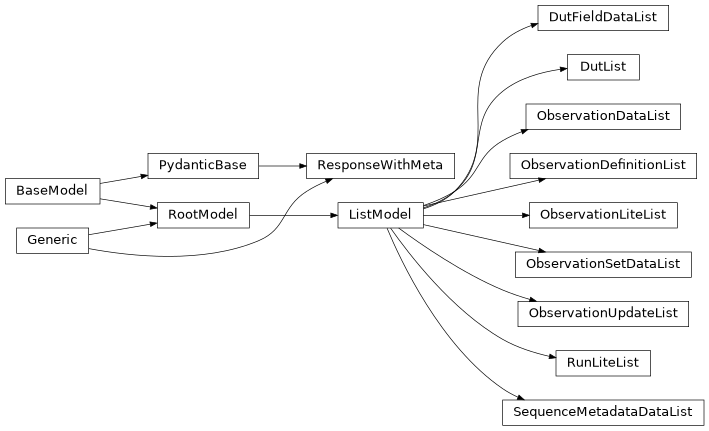 DutFieldDataList
DutList
ObservationDataList
PydanticBase
ResponseWithMeta
ObservationDefinitionList
BaseModel
RootModel
ListModel
ObservationLiteList
Generic
ObservationSetDataList
ObservationUpdateList
RunLiteList
SequenceMetadataDataList